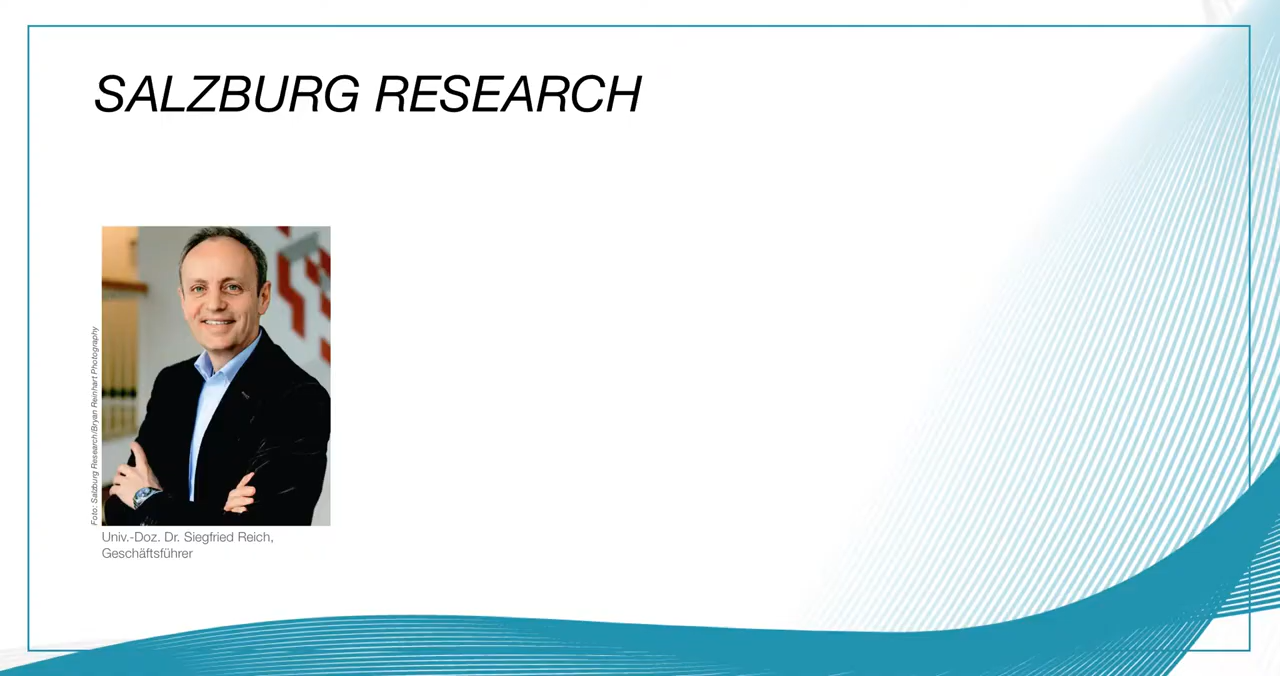 SALZBURG RESEARCH
Foto: Salzburg Research/Bryan Reinhart Photography
Univ.-Doz. Dr. Siegfried Reich,
Geschäftsführer